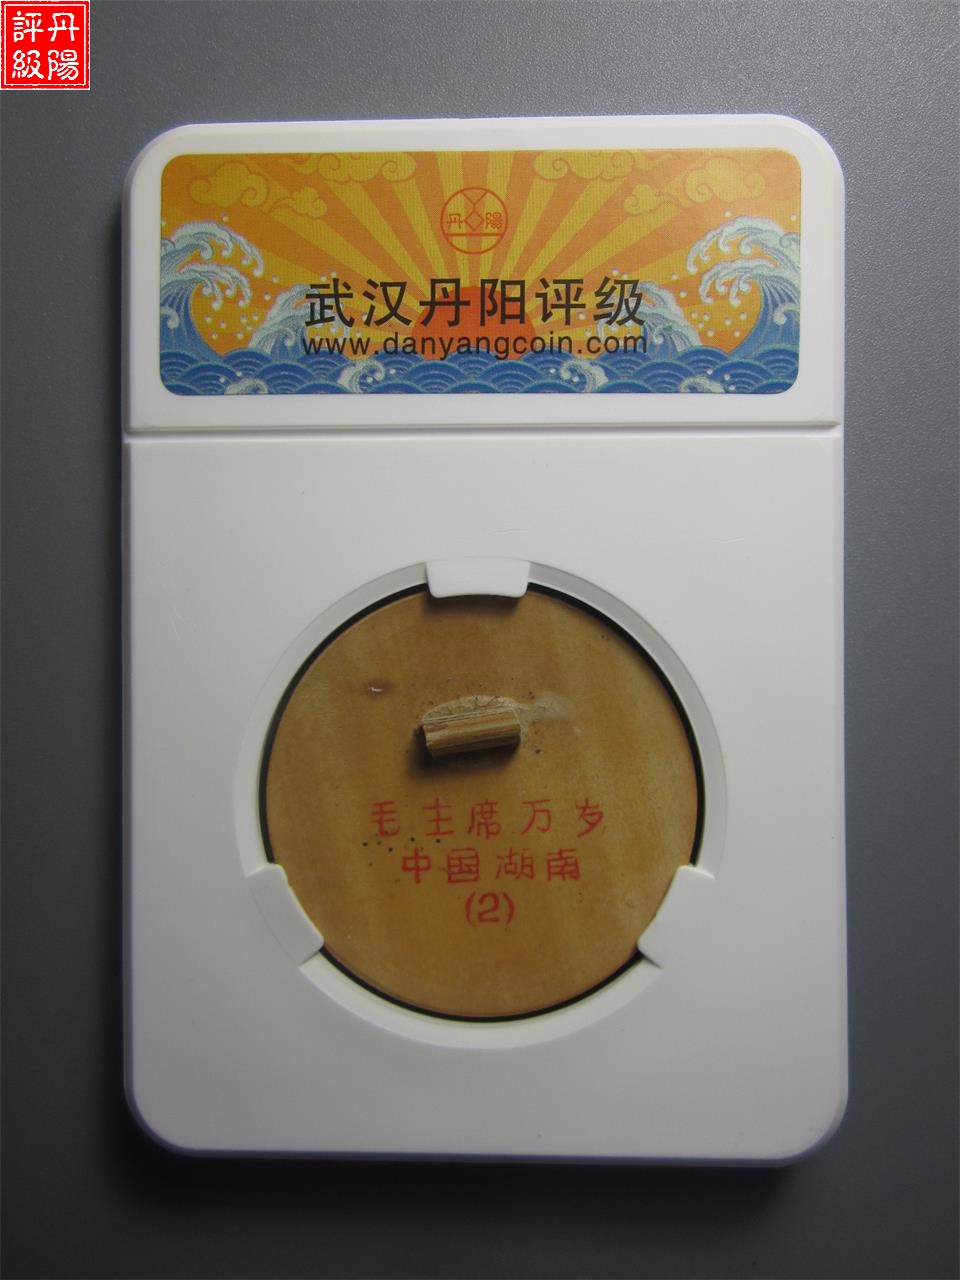 丹陽
評級
丹陽
武汉丹阳评级
www.danyangcoin.com
毛主席万岁
中国湖南
(2)